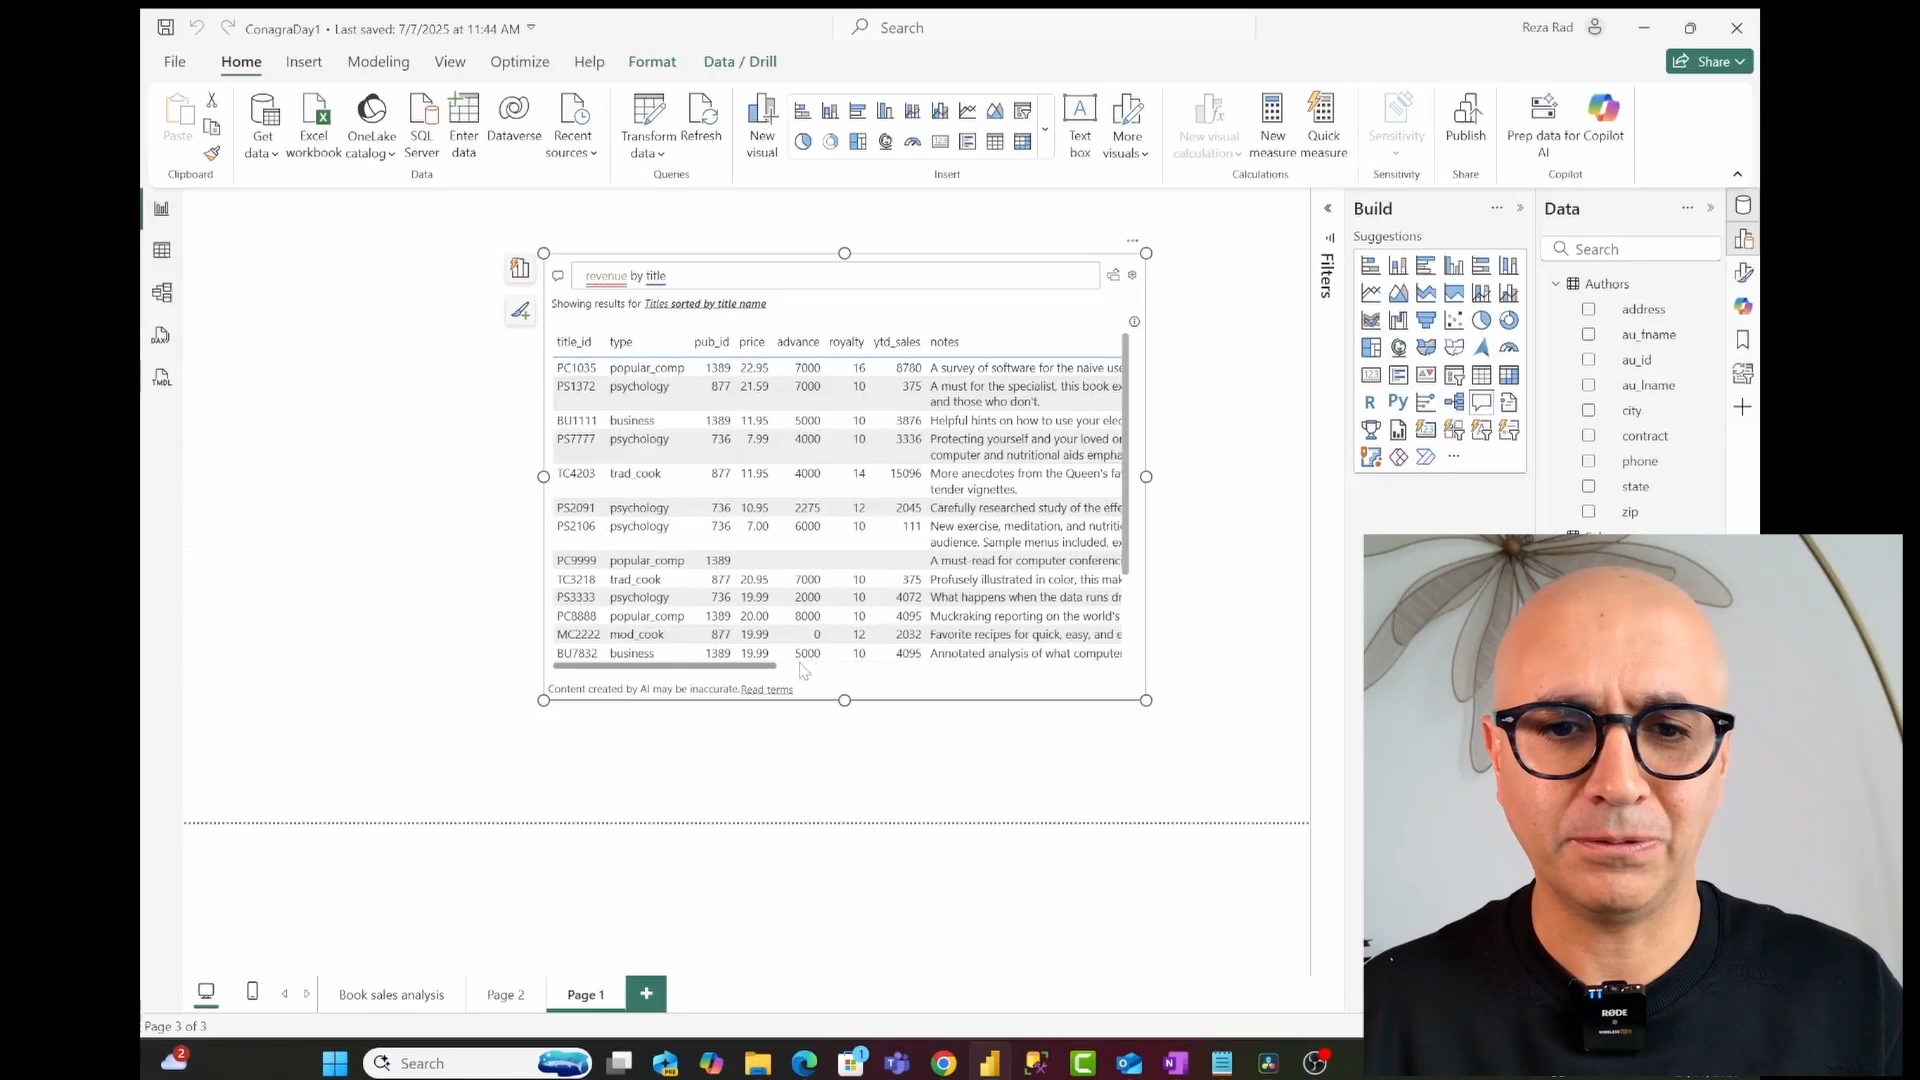 ConagraDay1 • Last saved: 7/7/2025 at 11:44 AM
Search
Reza Rad
File Home Insert Modeling View Optimize Help Format Data / Drill
Share
Paste
Get data
Excel workbook
OneLake catalog
SQL Server
Enter data
Dataverse
Recent sources
Transform data
Refresh
New visual
A
Text box
More visuals
New visual calculation
New measure
Quick measure
Sensitivity
Publish
Prep data for AI
Copilot
Clipboard
Data
Queries
Insert
Calculations
Sensitivity
Share
Copilot
revenue by title
Showing results for Titles sorted by title name
title_id type pub_id price advance royalty ytd_sales notes
PC1035 popular_comp 1389 22.95 7000 16 8780 A survey of software for the naive use
PS1372 psychology 877 21.59 7000 10 375 A must for the specialist, this book ex
and those who don't.
BU1111 business 1389 11.95 5000 10 3876 Helpful hints on how to use your elec
PS7777 psychology 736 7.99 4000 10 3336 Protecting yourself and your loved on
computer and nutritional aids empha
TC4203 trad_cook 877 11.95 4000 14 15096 More anecdotes from the Queen's fa
tender vignettes.
PS2091 psychology 736 10.95 2275 12 2045 Carefully researched study of the effe
PS2106 psychology 736 7.00 6000 10 111 New exercise, meditation, and nutriti
audience. Sample menus included, ex
PC9999 popular_comp 1389 A must-read for computer conferenc
TC3218 trad_cook 877 20.95 7000 10 375 Profusely illustrated in color, this mak
PS3333 psychology 736 19.99 2000 10 4072 What happens when the data runs dr
PC8888 popular_comp 1389 20.00 8000 10 4095 Muckraking reporting on the world's
MC2222 mod_cook 877 19.99 0 12 2032 Favorite recipes for quick, easy, and e
BU7832 business 1389 19.99 5000 10 4095 Annotated analysis of what computer
Content created by AI may be inaccurate. Read terms
Filters
Build
Suggestions
R Py
Data
Search
Authors
address
au_fname
au_id
au_lname
city
contract
phone
state
zip
DAX
TMDL
Book sales analysis
Page 2
Page 1
Page 3 of 3
2
Search
PRE
1
RØDE